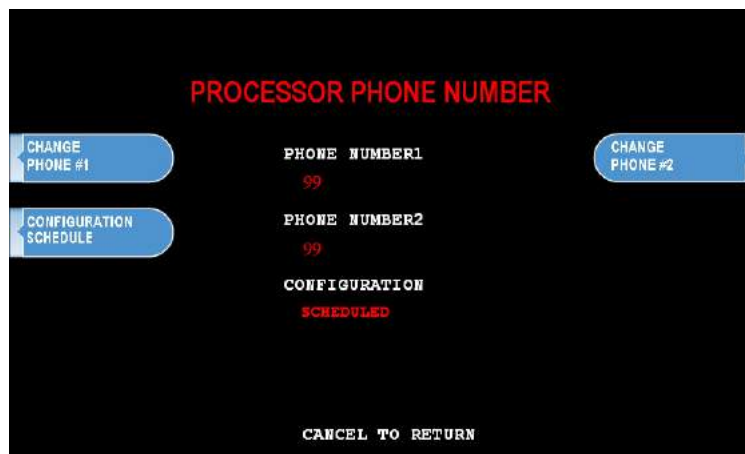 PROCESSOR PHONE NUMBER
CHANGE
PHONE #1
PHONE NUMBER1
99
CHANGE
PHONE #2
CONFIGURATION
SCHEDULE
PHONE NUMBER2
99
CONFIGURATION
SCHEDULED
CANCEL TO RETURN